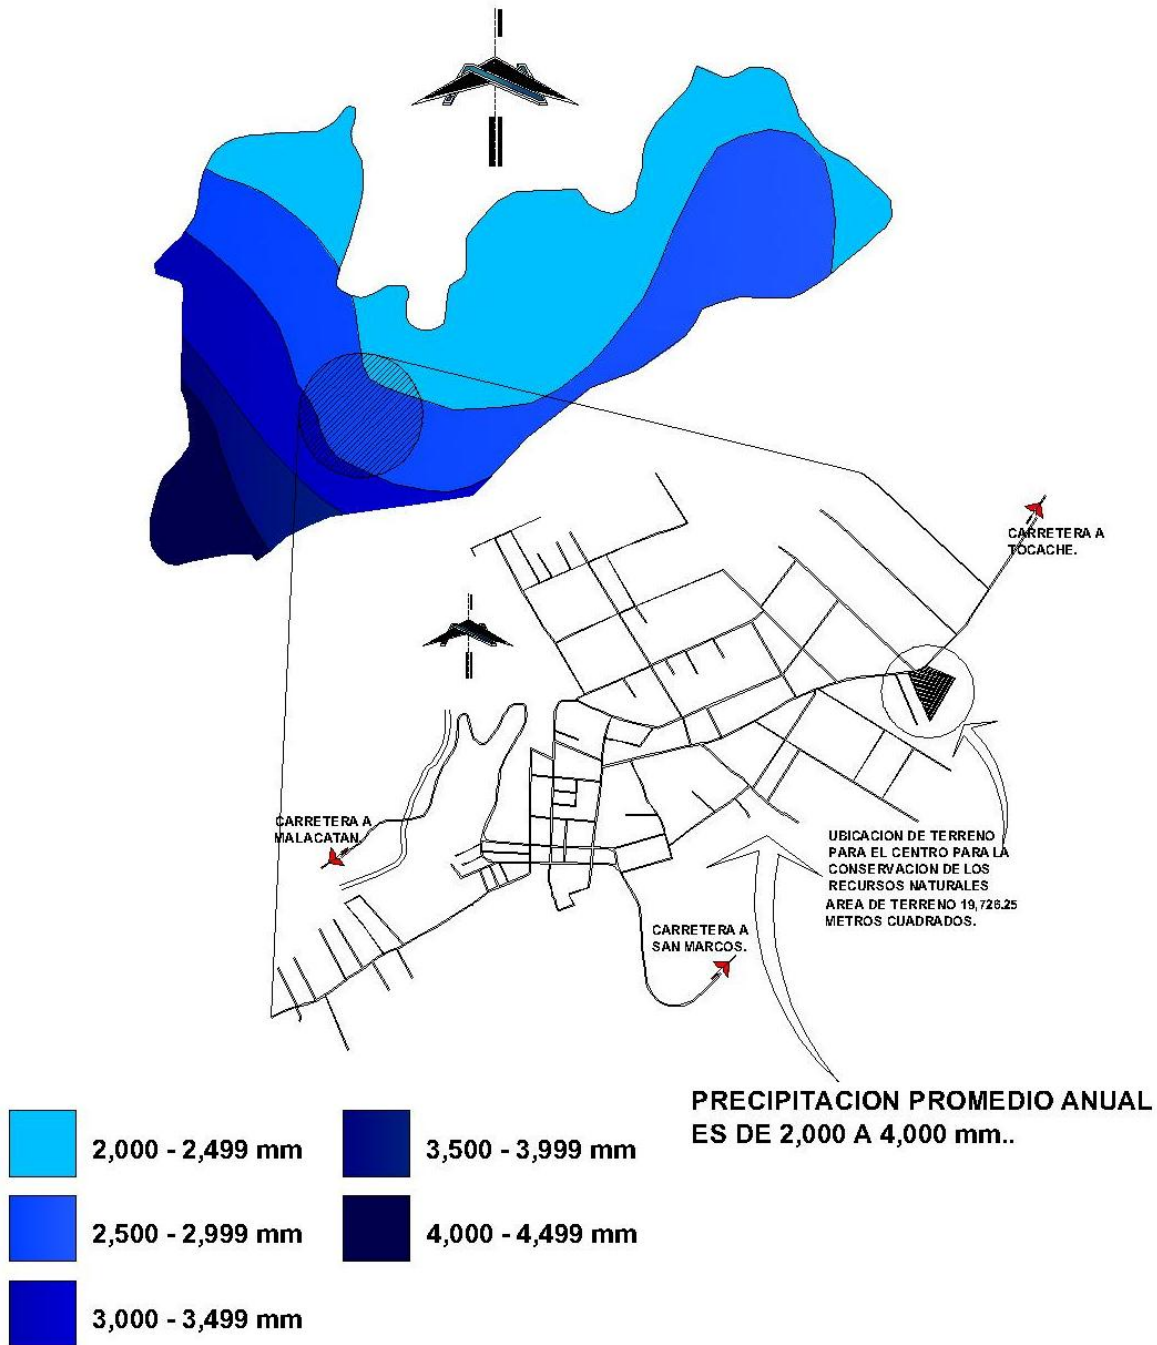 CARRETERA A
TOCACHE.
CARRETERA A
MALACATAN.
UBICACION DE TERRENO
PARA EL CENTRO PARA LA
CONSERVACION DE LOS
RECURSOS NATURALES
AREA DE TERRENO 19,726.25
METROS CUADRADOS.
CARRETERA A
SAN MARCOS.
PRECIPITACION PROMEDIO ANUAL
ES DE 2,000 A 4,000 mm..
2,000 - 2,499 mm
2,500 - 2,999 mm
3,000 - 3,499 mm
3,500 - 3,999 mm
4,000 - 4,499 mm